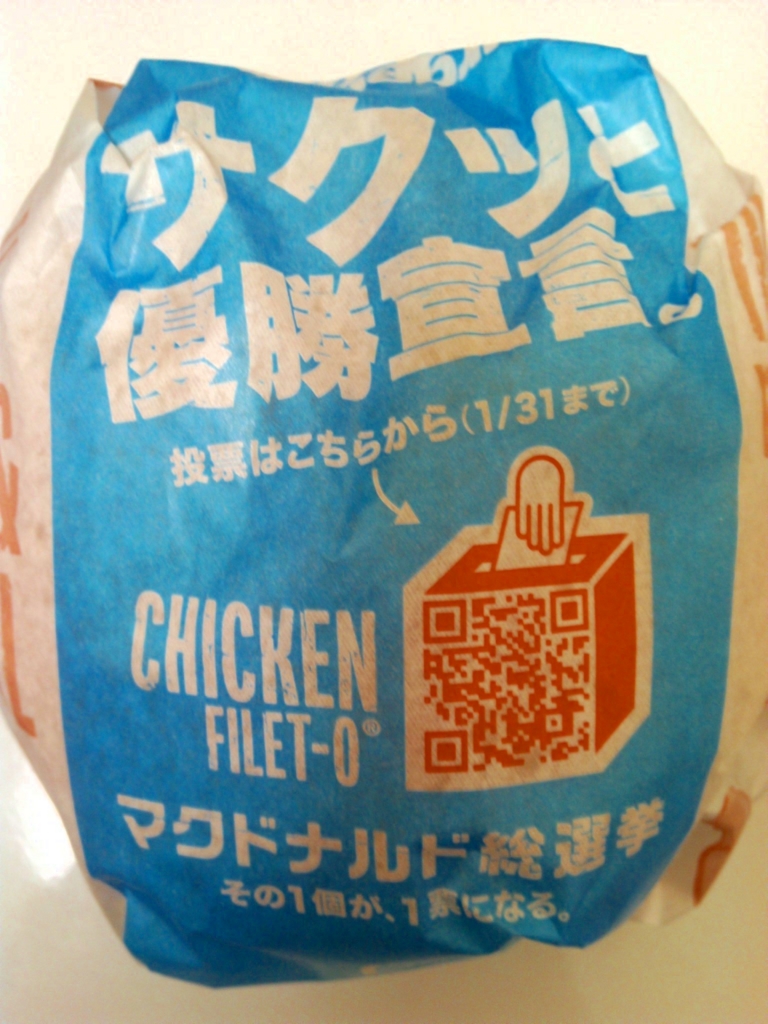 サクッと
優勝宣言。
投票はこちらから(1/31まで)
CHICKEN
FILET-O®
マクドナルド総選挙
その1個が、1票になる。